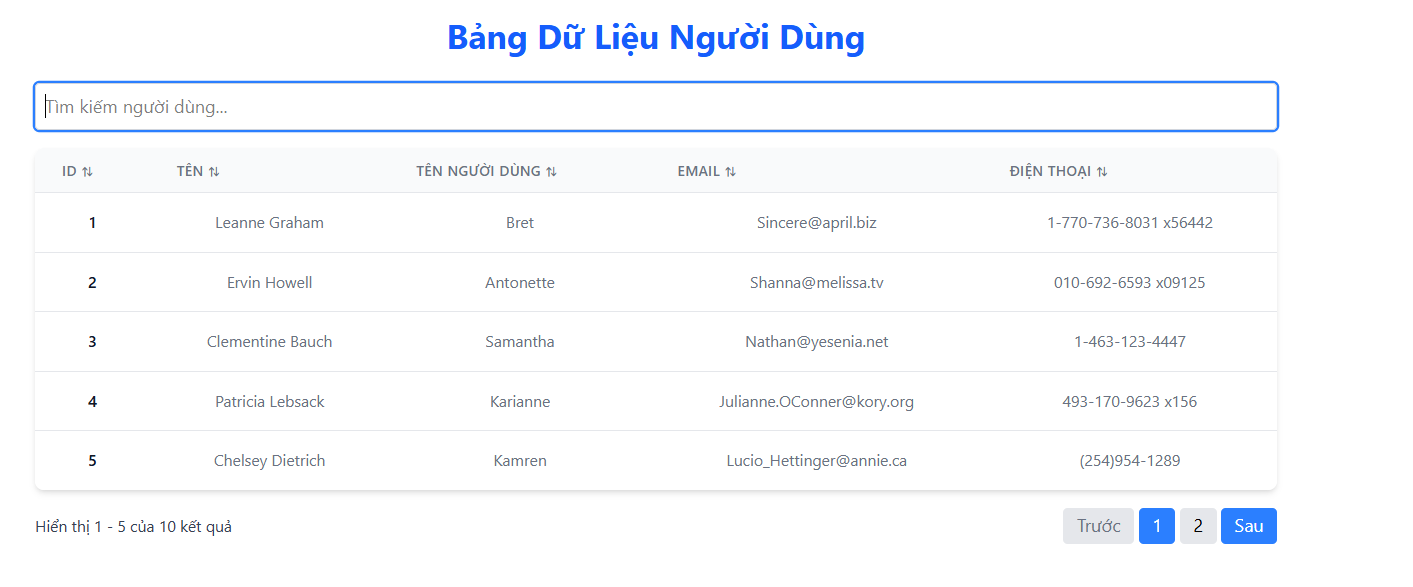 Bảng Dữ Liệu Người Dùng
Tìm kiếm người dùng...
ID ⇅ TÊN ⇅ TÊN NGƯỜI DÙNG ⇅ EMAIL ⇅ ĐIỆN THOẠI ⇅
1 Leanne Graham Bret Sincere@april.biz 1-770-736-8031 x56442
2 Ervin Howell Antonette Shanna@melissa.tv 010-692-6593 x09125
3 Clementine Bauch Samantha Nathan@yesenia.net 1-463-123-4447
4 Patricia Lebsack Karianne Julianne.OConner@kory.org 493-170-9623 x156
5 Chelsey Dietrich Kamren Lucio_Hettinger@annie.ca (254)954-1289
Hiển thị 1 - 5 của 10 kết quả Trước 1 2 Sau